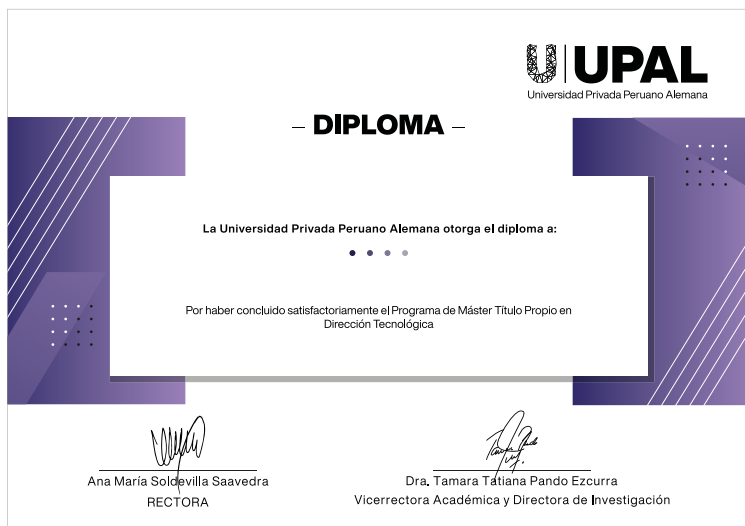 UPAL
Universidad Privada Peruano Alemana
– DIPLOMA –
La Universidad Privada Peruano Alemana otorga el diploma a:
Por haber concluido satisfactoriamente el Programa de Máster Título Propio en
Dirección Tecnológica
Ana María Soldevilla Saavedra
RECTORA
Dra. Tamara Tatiana Pando Ezcurra
Vicerrectora Académica y Directora de Investigación